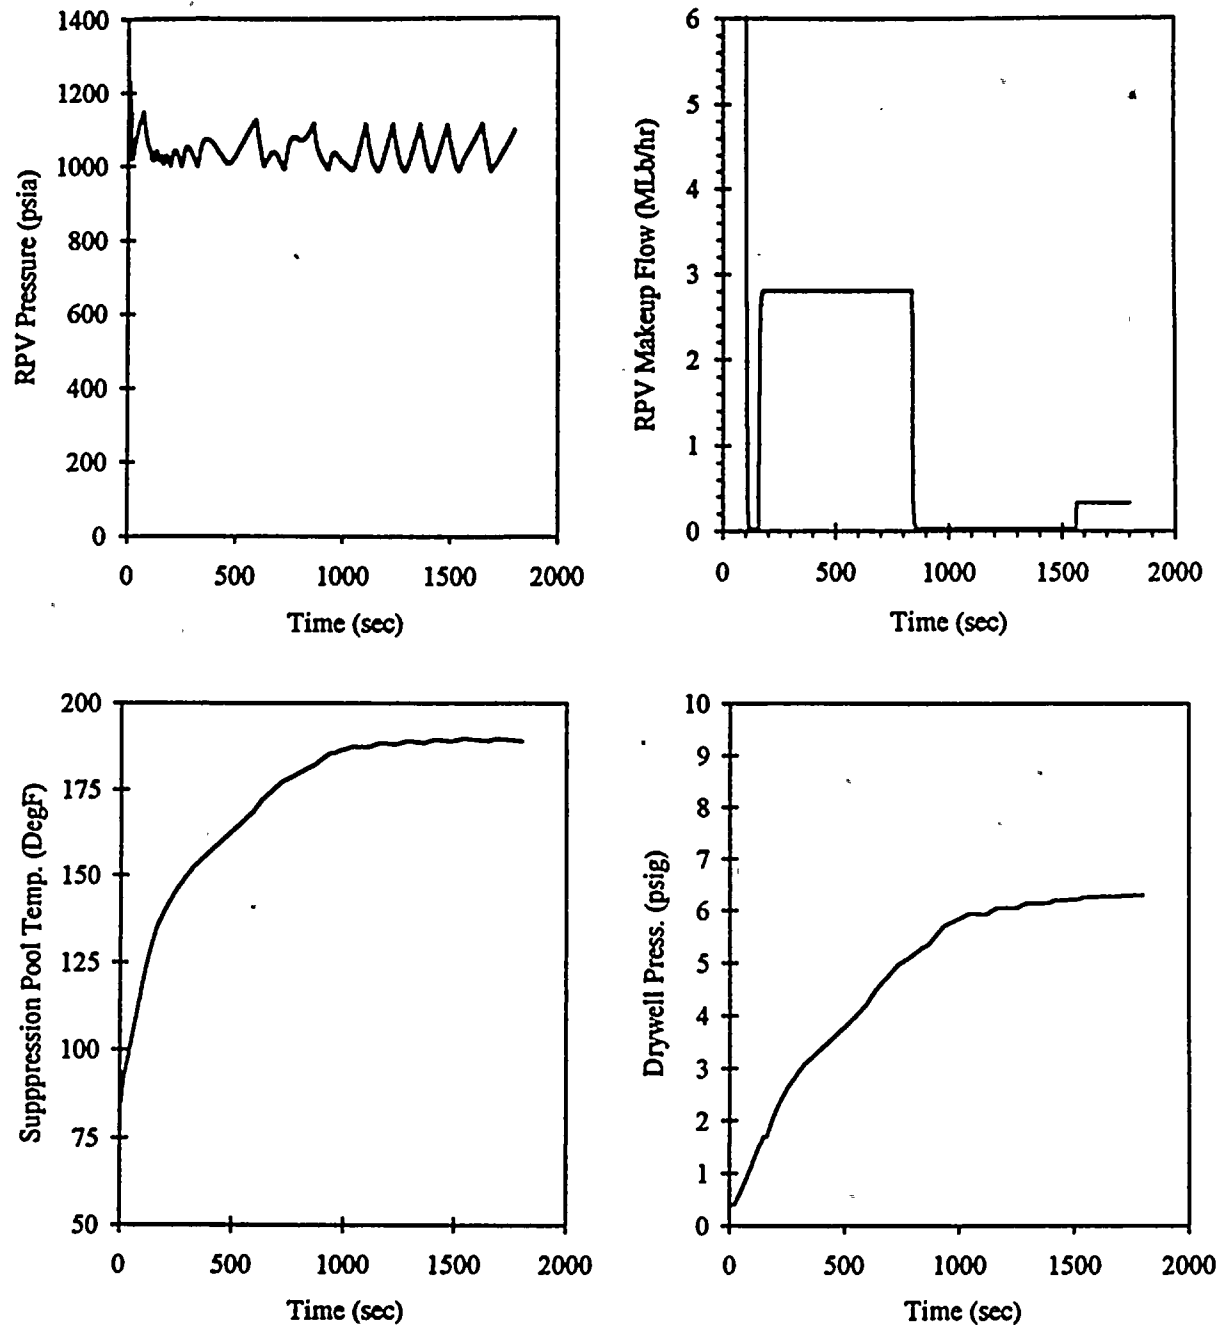 1400
1200
1000
800
600
400
200
0
RPV Pressure (psia)
0 500 1000 1500 2000
Time (sec)
6
5
4
3
2
1
0
RPV Makeup Flow (MLb/hr)
0 500 1000 1500 2000
Time (sec)
200
175
150
125
100
75
50
Supppression Pool Temp. (DegF)
0 500 1000 1500 2000
Time (sec)
10
9
8
7
6
5
4
3
2
1
0
Drywell Press. (psig)
0 500 1000 1500 2000
Time (sec)